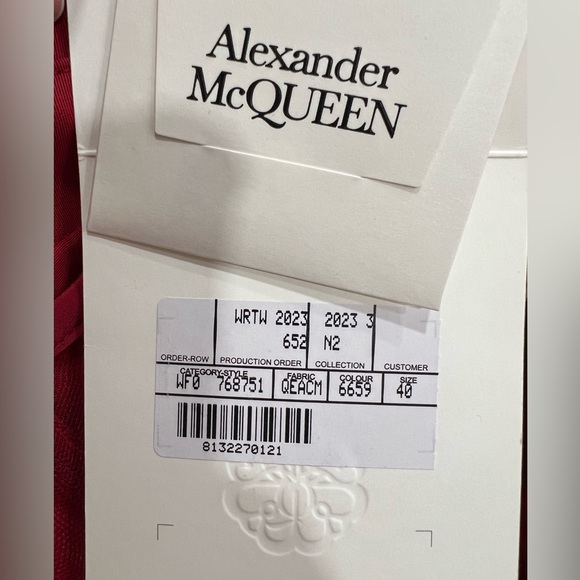 Alexander
McQUEEN
WRTW 2023 2023 3
652 N2
ORDER-ROW PRODUCTION ORDER COLLECTION CUSTOMER
CATEGORY-STYLE FABRIC COLOUR SIZE
WF0 768751 QEACM 6659 40
8132270121